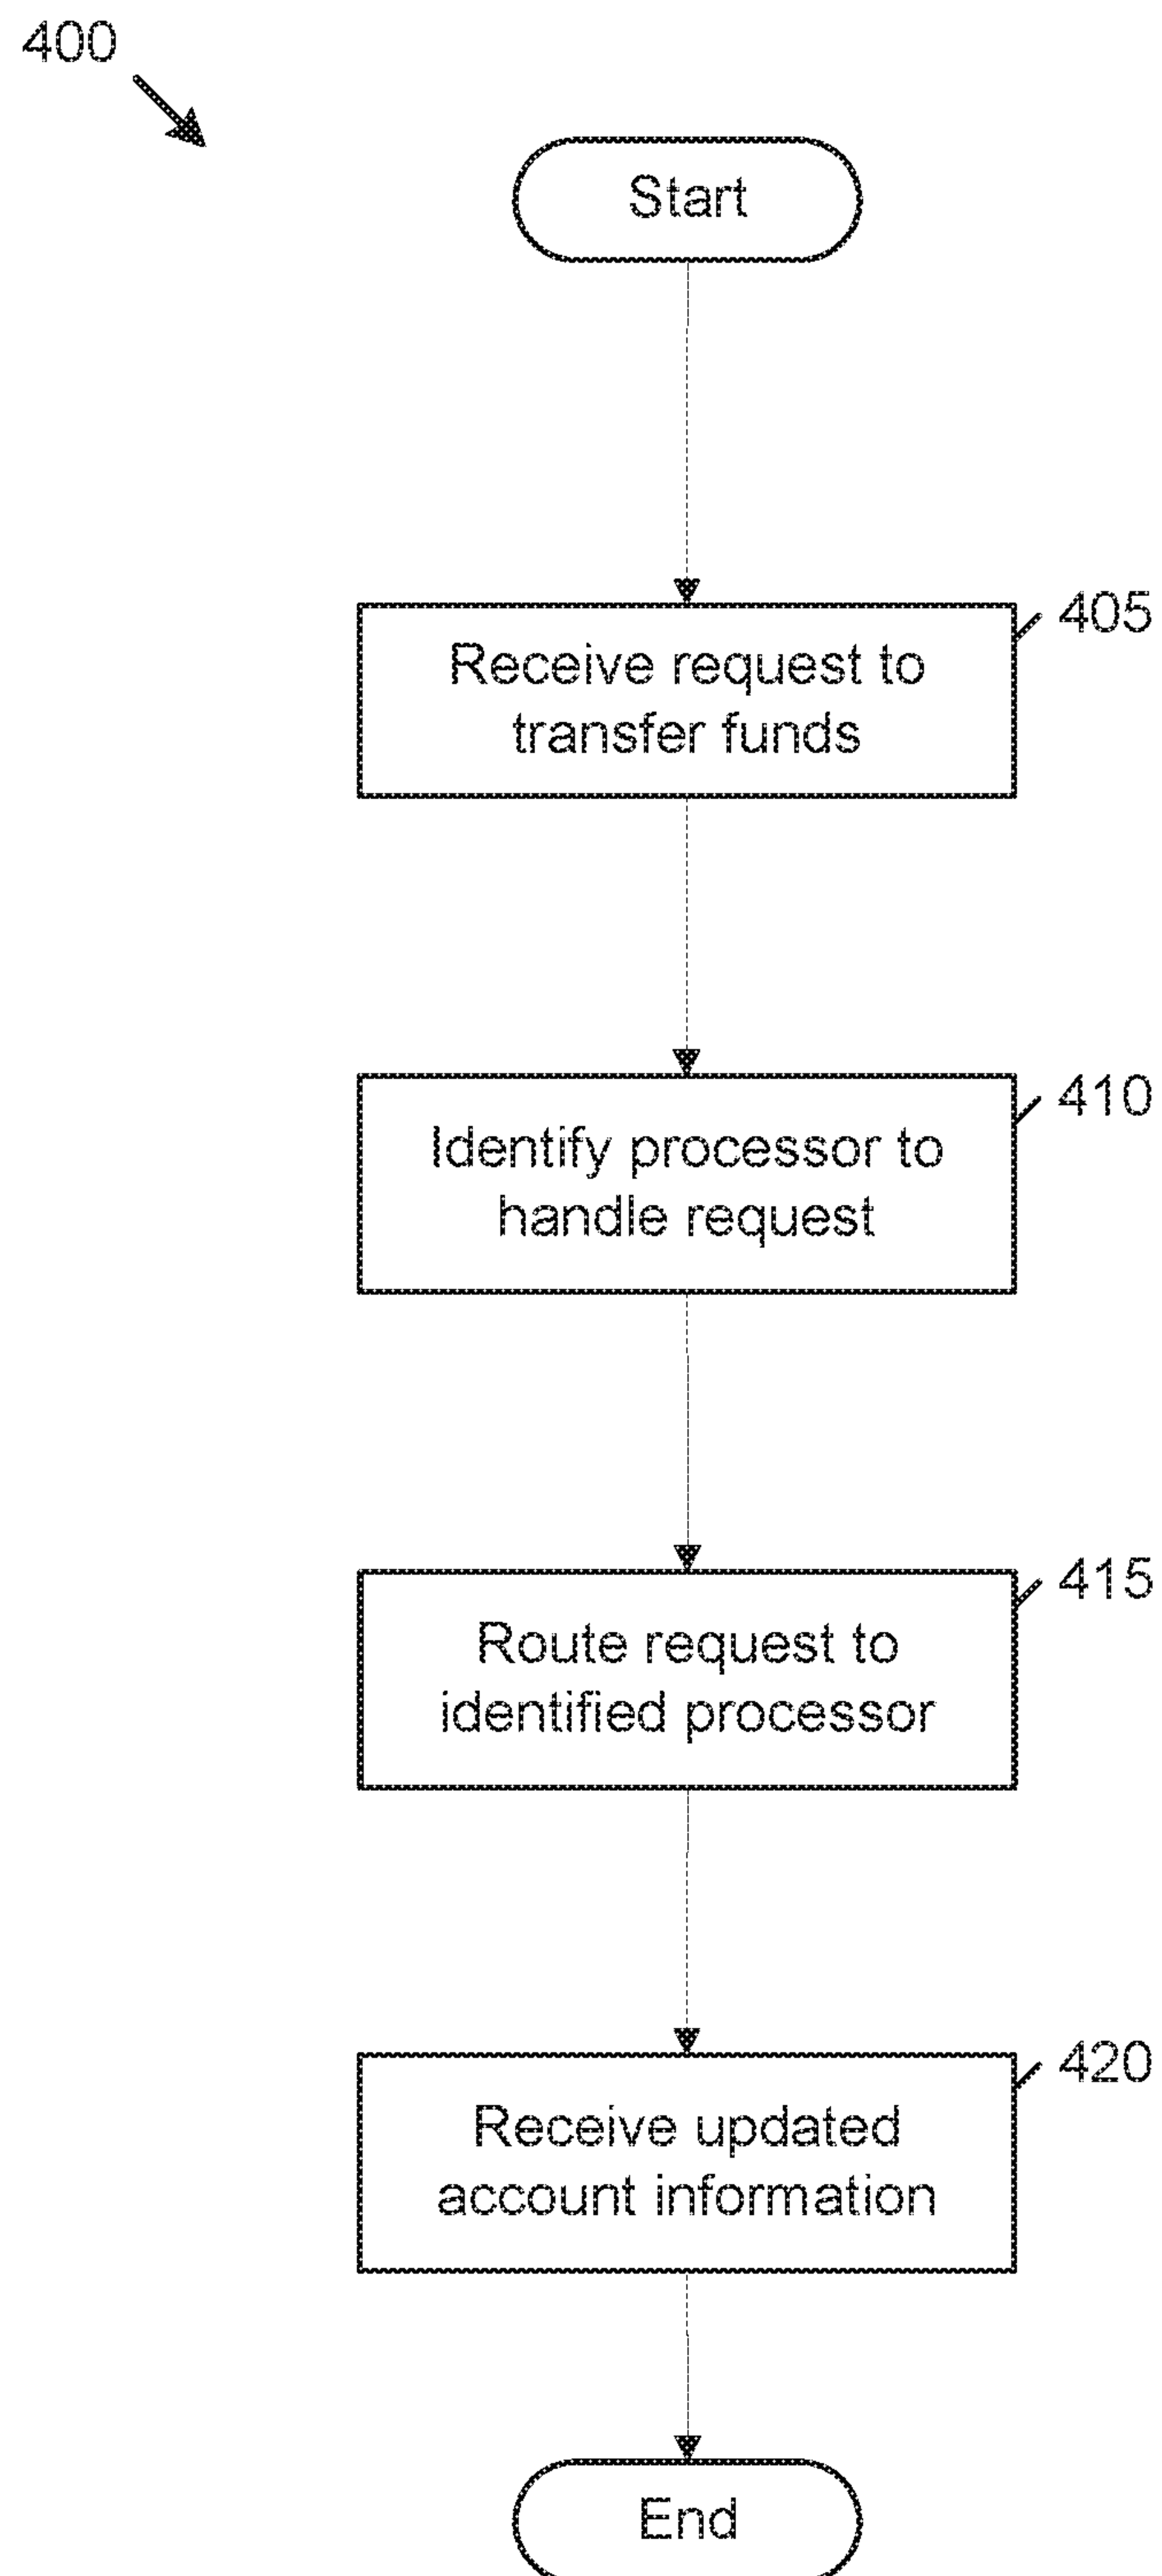 400
Start
405
Receive request to
transfer funds
410
Identify processor to
handle request
415
Route request to
identified processor
420
Receive updated
account information
End